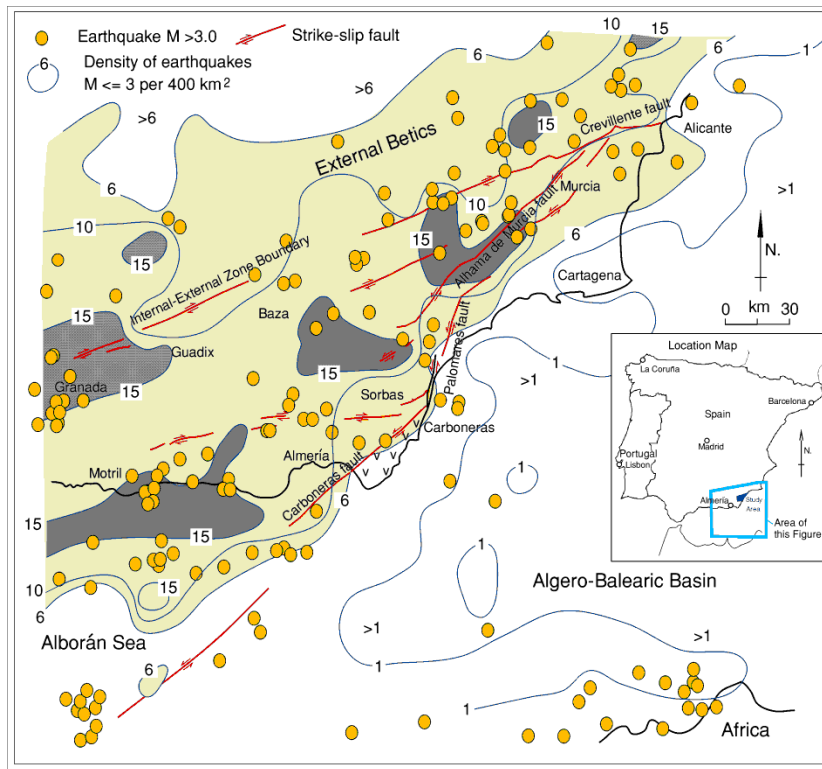 Earthquake M >3.0
Strike-slip fault
6
Density of earthquakes
M <= 3 per 400 km2
15
6
1
>6
>6
15
External Betics
Crevillente fault
Alicante
6
10
10
Murcia
>1
6
15
Internal-External Zone Boundary
15
Alhama de Murcia fault
N.
Cartagena
Baza
0 30
km
15
Guadix
Palomares fault
1
Granada
15
15
Sorbas
>1
Carboneras
Almería
v v v v v v
Motril
Carboneras fault
6
1
15
15
10
15
1
6
Algero-Balearic Basin
Alborán Sea
>1
>1
6
1
1
Africa
Location Map
La Coruña
Barcelona
Spain
Madrid
N.
Portugal
Lisbon
Almería
Study
Area
Area of
this Figure